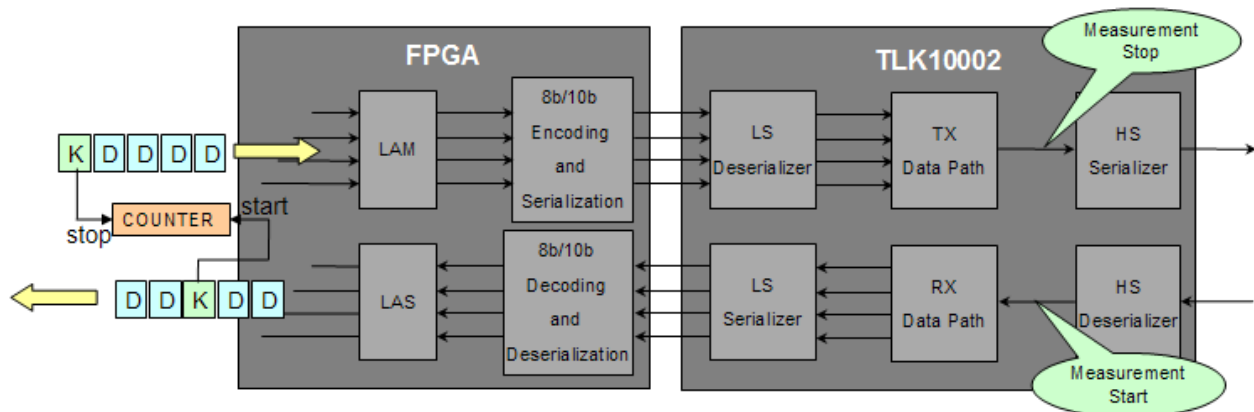 FPGA
TLK10002
Measurement
Stop
K D D D D
LAM
8b/10b
Encoding
and
Serialization
LS
Deserializer
TX
Data Path
HS
Serializer
stop
COUNTER
start
D D K D D
LAS
8b/10b
Decoding
and
Deserialization
LS
Serializer
RX
Data Path
HS
Deserializer
Measurement
Start